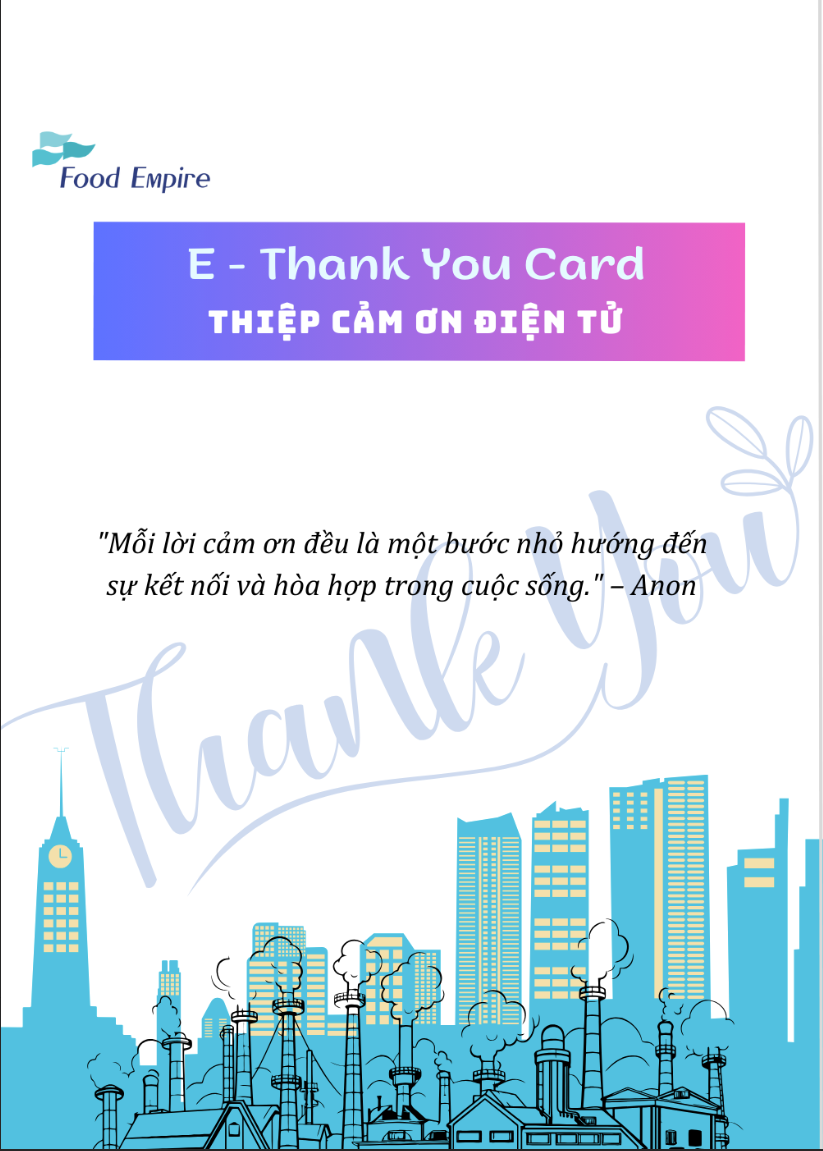 Food Empire
E - Thank You Card
THIỆP CẢM ƠN ĐIỆN TỬ
"Mỗi lời cảm ơn đều là một bước nhỏ hướng đến
sự kết nối và hòa hợp trong cuộc sống." – Anon
Thank You